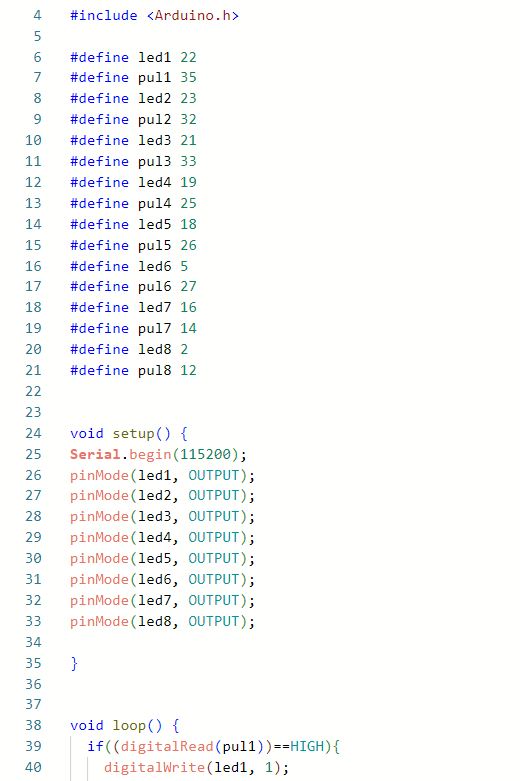 4 #include <Arduino.h>
5
6 #define led1 22
7 #define pul1 35
8 #define led2 23
9 #define pul2 32
10 #define led3 21
11 #define pul3 33
12 #define led4 19
13 #define pul4 25
14 #define led5 18
15 #define pul5 26
16 #define led6 5
17 #define pul6 27
18 #define led7 16
19 #define pul7 14
20 #define led8 2
21 #define pul8 12
22
23
24 void setup() {
25 Serial.begin(115200);
26 pinMode(led1, OUTPUT);
27 pinMode(led2, OUTPUT);
28 pinMode(led3, OUTPUT);
29 pinMode(led4, OUTPUT);
30 pinMode(led5, OUTPUT);
31 pinMode(led6, OUTPUT);
32 pinMode(led7, OUTPUT);
33 pinMode(led8, OUTPUT);
34
35 }
36
37
38 void loop() {
39 if((digitalRead(pul1))==HIGH){
40 digitalWrite(led1, 1);